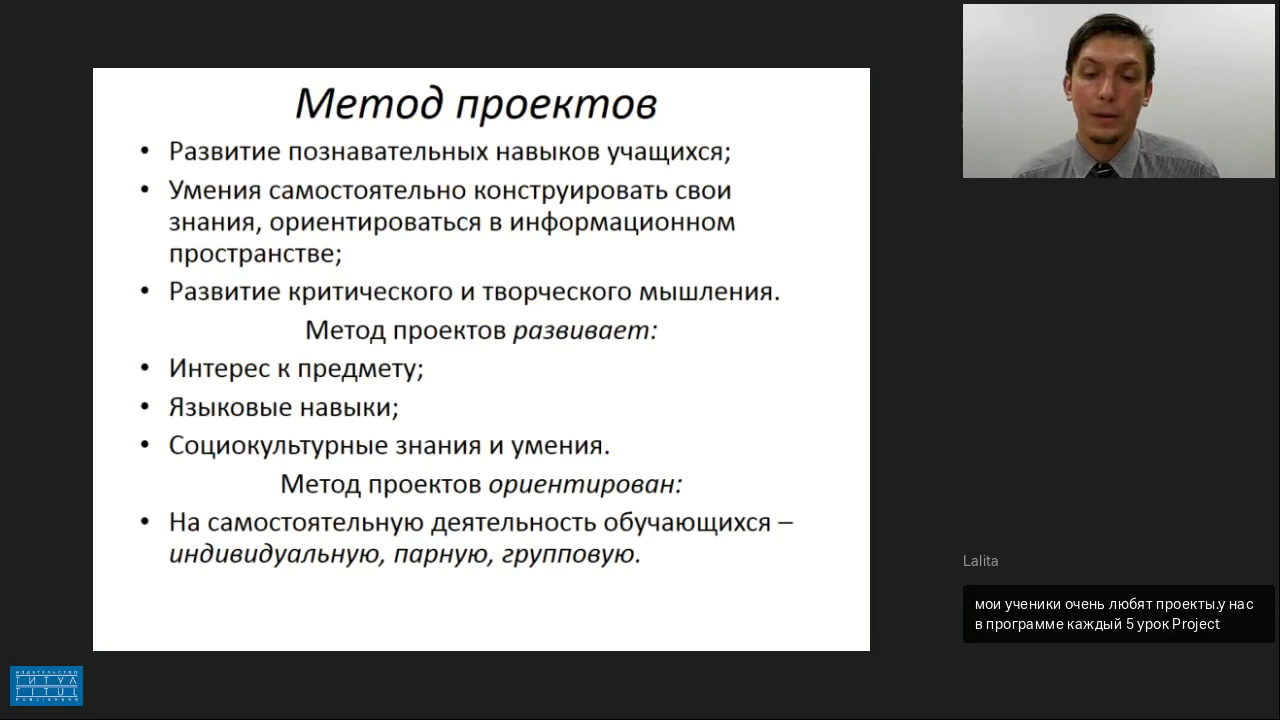 Метод проектов
• Развитие познавательных навыков учащихся;
• Умения самостоятельно конструировать свои
знания, ориентироваться в информационном
пространстве;
• Развитие критического и творческого мышления.
Метод проектов развивает:
• Интерес к предмету;
• Языковые навыки;
• Социокультурные знания и умения.
Метод проектов ориентирован:
• На самостоятельную деятельность обучающихся –
индивидуальную, парную, групповую.
Lalita
мои ученики очень любят проекты.у нас
в программе каждый 5 урок Project
ИЗДАТЕЛЬСТВО
ТИТУЛ
TITUL
PUBLISHERS